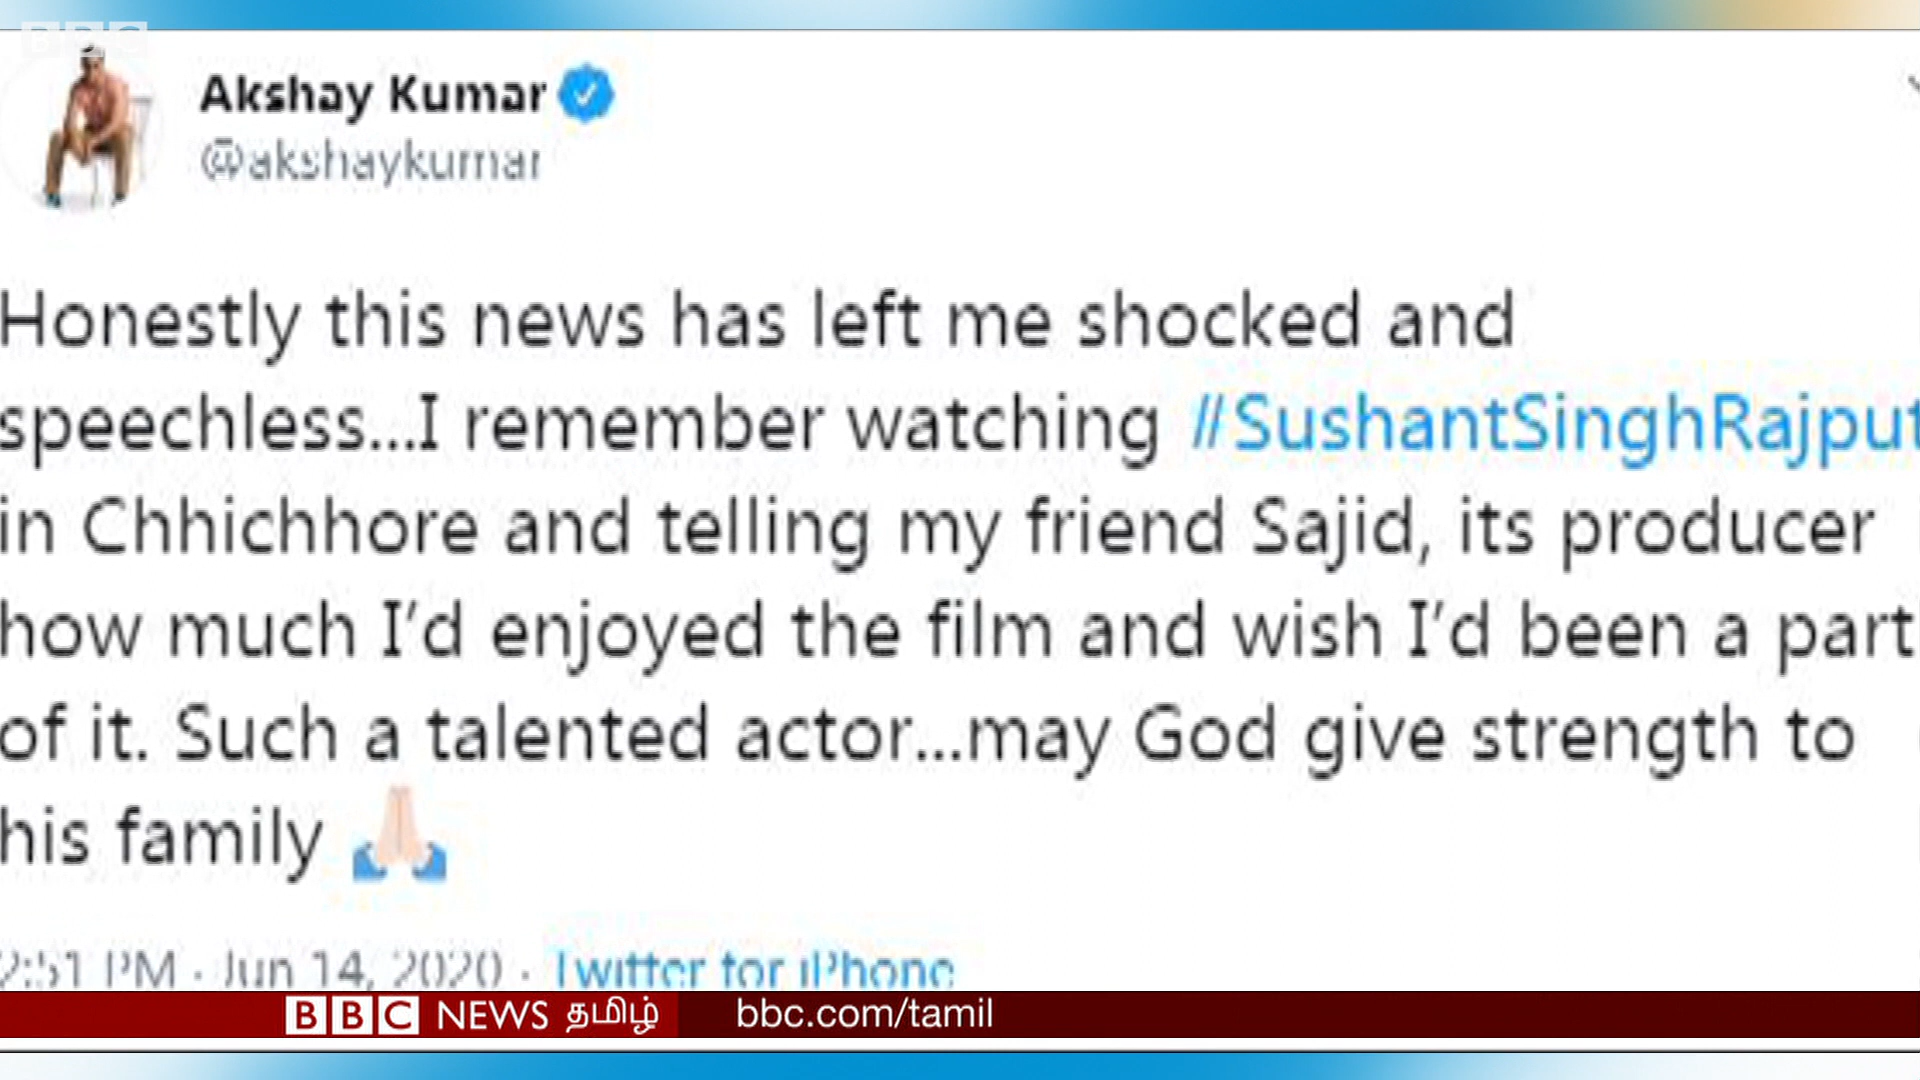 BBC
Akshay Kumar
@akshaykumar
Honestly this news has left me shocked and
speechless...I remember watching #SushantSinghRajput
in Chhichhore and telling my friend Sajid, its producer
how much I'd enjoyed the film and wish I'd been a part
of it. Such a talented actor...may God give strength to
his family 🙏🏻
2:51 PM · Jun 14, 2020 · Twitter for iPhone
BBC NEWS தமிழ் bbc.com/tamil